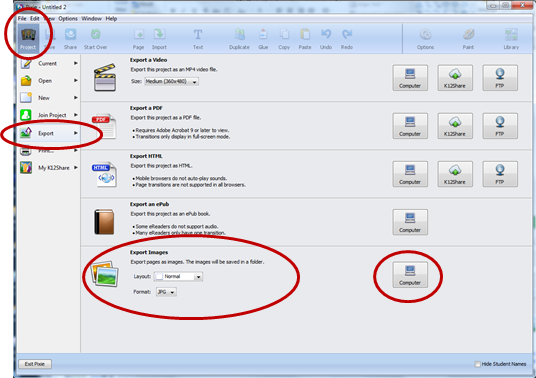 Pixie - Untitled 2
File Edit View Options Window Help
Project Save Share Start Over Page Import Text Duplicate Glue Copy Paste Undo Redo Options Paint Library
Current
Open
New
Join Project
Export
Print...
My K12Share
Export a Video
Export this project as an MP4 video file.
Size: Medium (360x480)
Computer K12Share FTP
Export a PDF
Export this project as a PDF file.
• Requires Adobe Acrobat 9 or later to view.
• Transitions only display in full-screen mode.
PDF
Computer K12Share FTP
Export HTML
Export this project as HTML.
• Mobile browsers do not auto-play sounds.
• Page transitions are not supported in all browsers.
HTML
Computer K12Share FTP
Export an ePub
Export this project as an ePub book.
• Some eReaders do not support audio.
• Many eReaders only have one transition.
Computer
Export Images
Export pages as images. The images will be saved in a folder.
Layout: Normal
Format: JPG
Computer
Exit Pixie
Hide Student Names